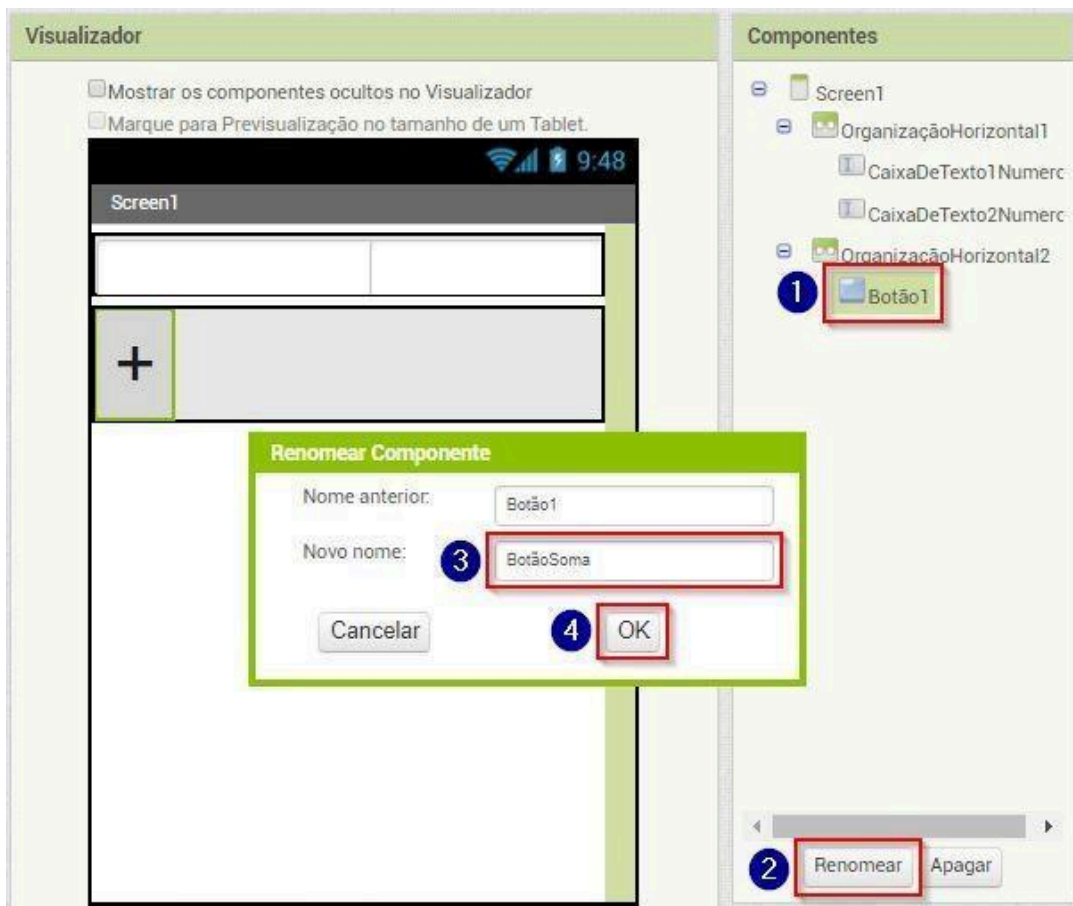 Visualizador
Mostrar os componentes ocultos no Visualizador
Marque para Previsualização no tamanho de um Tablet.
9:48
Screen1
+
Renomear Componente
Nome anterior:
Botão1
Novo nome:
3
BotãoSoma
Cancelar
4
OK
Componentes
Screen1
OrganizaçãoHorizontal1
CaixaDeTexto1Numerc
CaixaDeTexto2Numerc
OrganizaçãoHorizontal2
1
Botão1
2
Renomear
Apagar